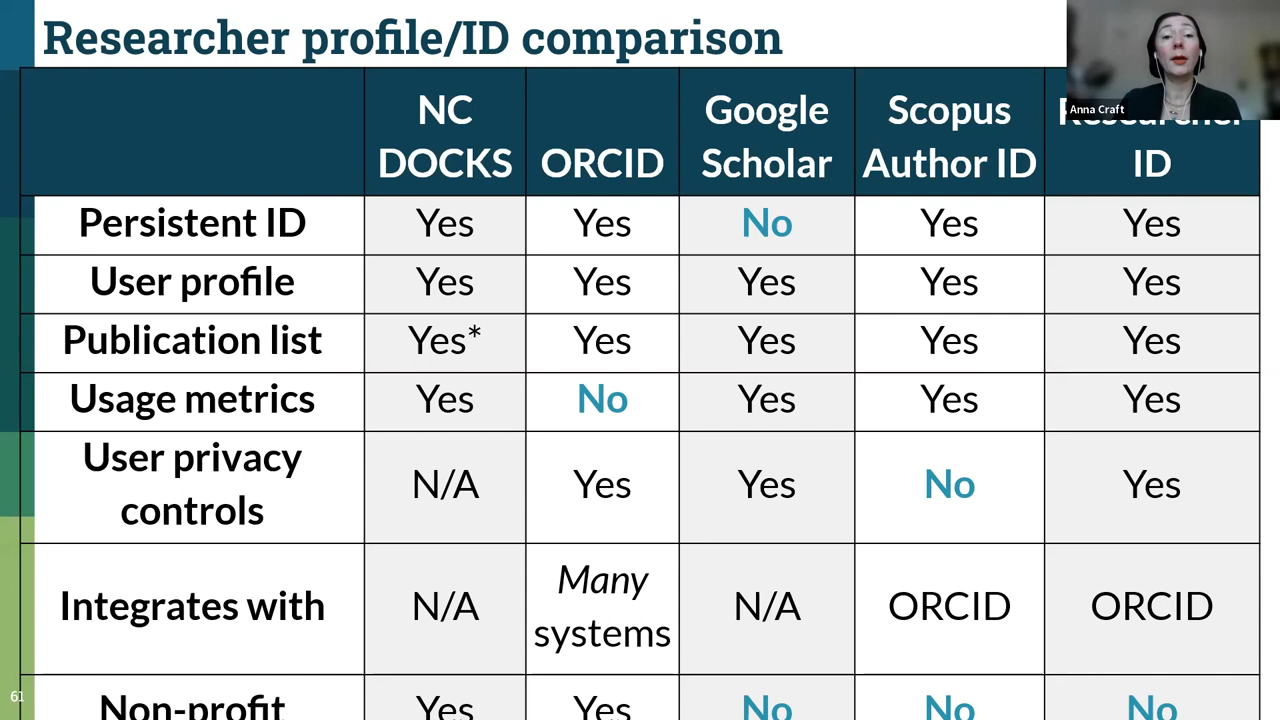 Researcher profile/ID comparison
Anna Craft
NC DOCKS
ORCID
Google Scholar
Scopus Author ID
Researcher ID
Persistent ID Yes Yes No Yes Yes
User profile Yes Yes Yes Yes Yes
Publication list Yes* Yes Yes Yes Yes
Usage metrics Yes No Yes Yes Yes
User privacy controls N/A Yes Yes No Yes
Integrates with N/A Many systems N/A ORCID ORCID
Non-profit Yes Yes No No No
61